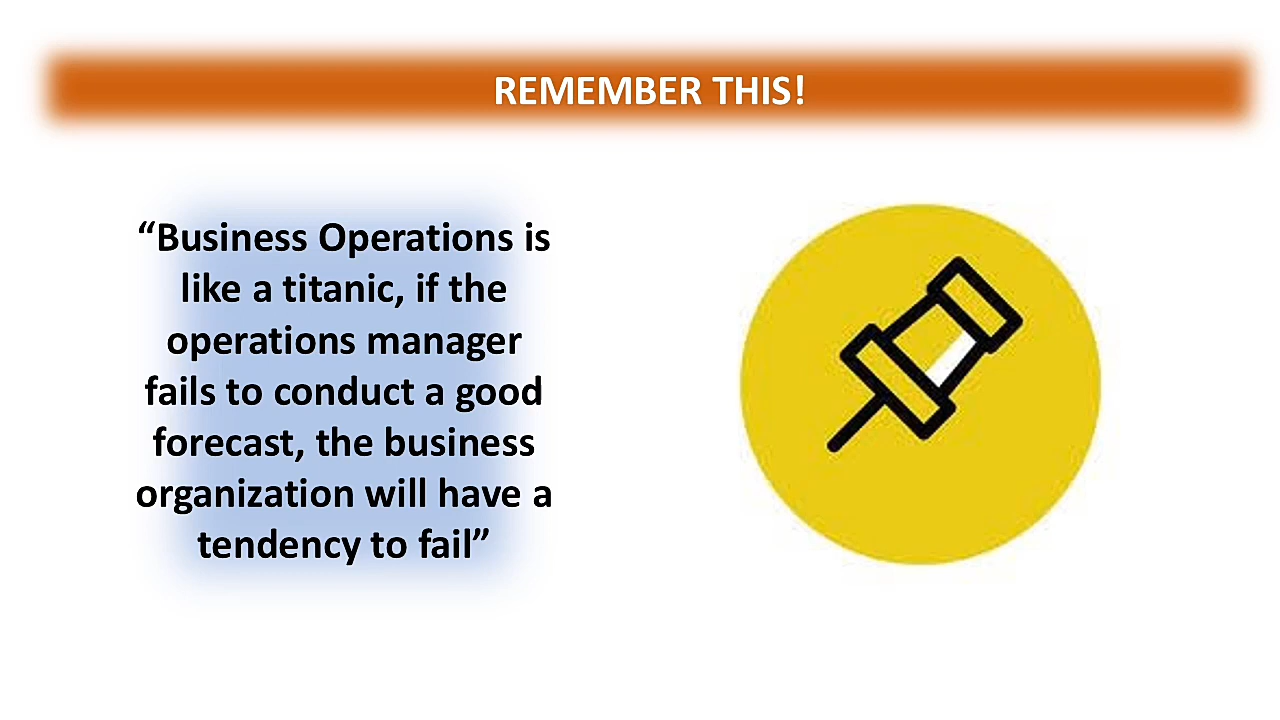 REMEMBER THIS!
“Business Operations is
like a titanic, if the
operations manager
fails to conduct a good
forecast, the business
organization will have a
tendency to fail”